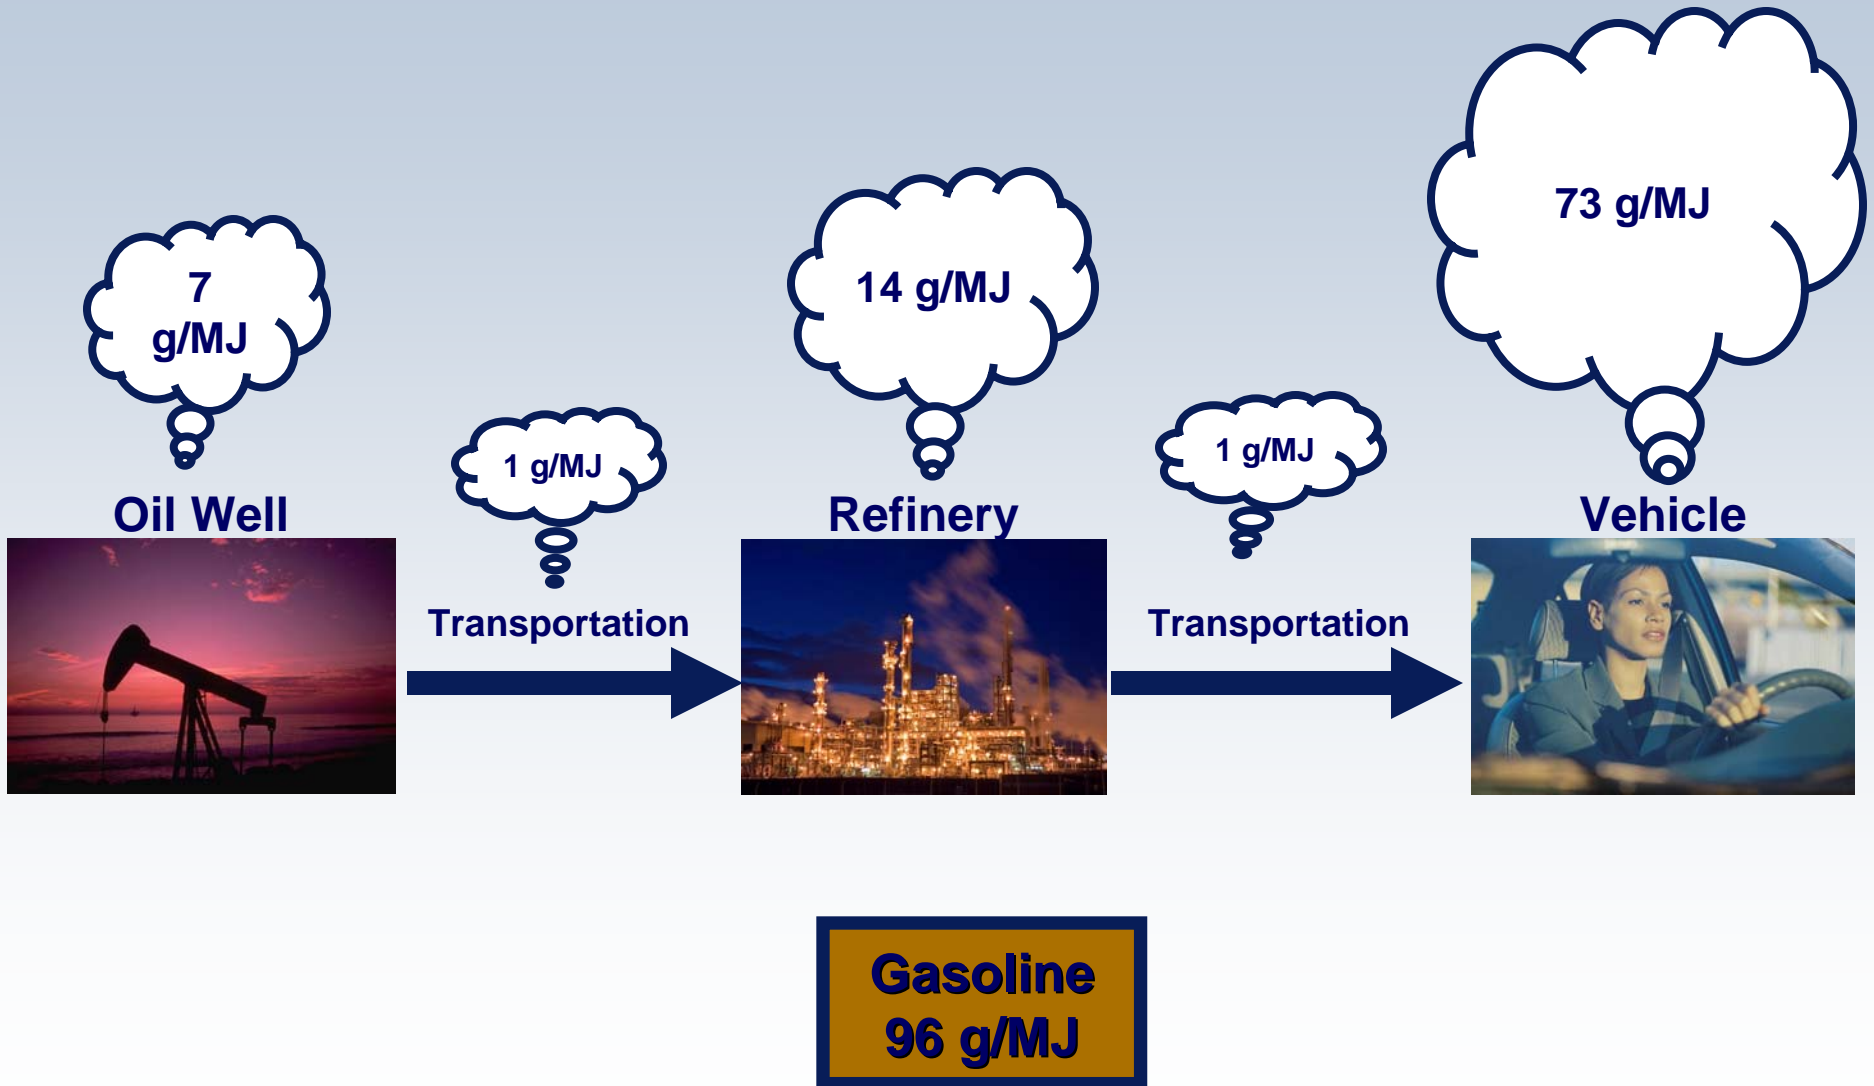 7
g/MJ
Oil Well
1 g/MJ
Transportation
14 g/MJ
Refinery
1 g/MJ
Transportation
73 g/MJ
Vehicle
Gasoline
96 g/MJ